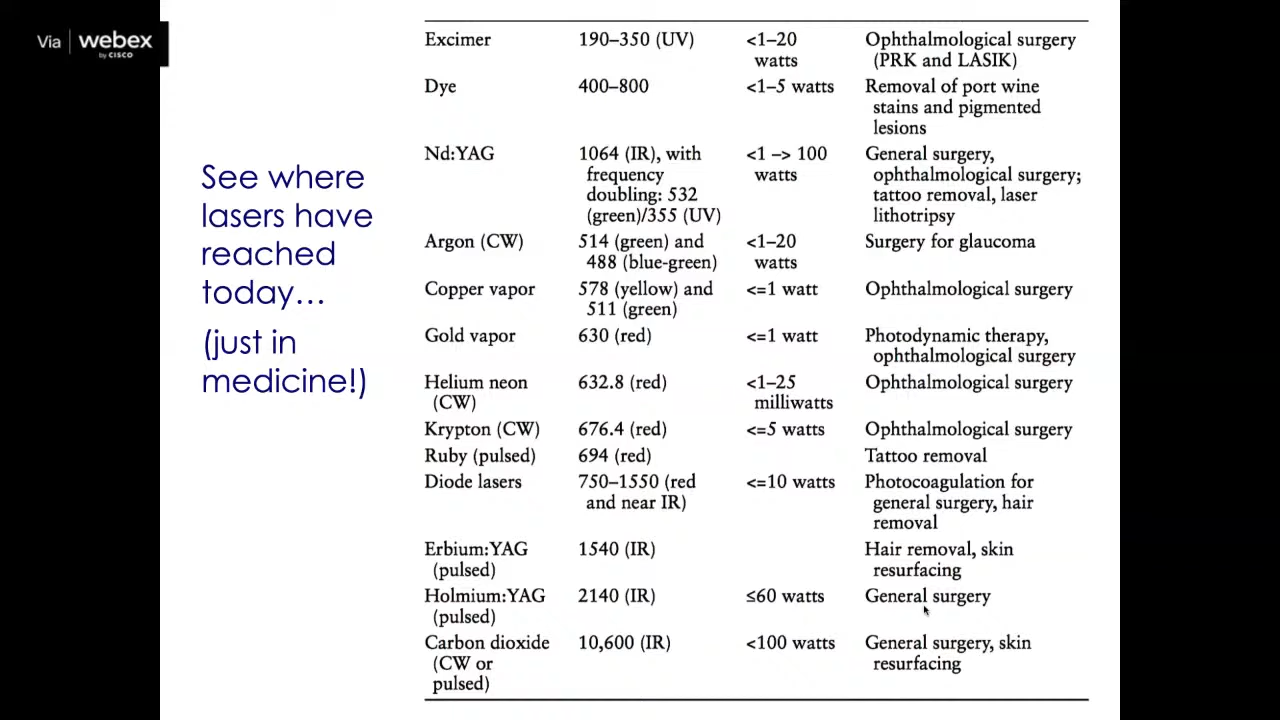 Via webex
by CISCO
See where
lasers have
reached
today…
(just in
medicine!)
Excimer 190–350 (UV) <1–20 Ophthalmological surgery
watts (PRK and LASIK)
Dye 400–800 <1–5 watts Removal of port wine
stains and pigmented
lesions
Nd:YAG 1064 (IR), with <1 –> 100 General surgery,
frequency watts ophthalmological surgery;
doubling: 532 tattoo removal, laser
(green)/355 (UV) lithotripsy
Argon (CW) 514 (green) and <1–20 Surgery for glaucoma
488 (blue-green) watts
Copper vapor 578 (yellow) and <=1 watt Ophthalmological surgery
511 (green)
Gold vapor 630 (red) <=1 watt Photodynamic therapy,
ophthalmological surgery
Helium neon 632.8 (red) <1–25 Ophthalmological surgery
(CW) milliwatts
Krypton (CW) 676.4 (red) <=5 watts Ophthalmological surgery
Ruby (pulsed) 694 (red) Tattoo removal
Diode lasers 750–1550 (red <=10 watts Photocoagulation for
and near IR) general surgery, hair
removal
Erbium:YAG 1540 (IR) Hair removal, skin
(pulsed) resurfacing
Holmium:YAG 2140 (IR) ≤60 watts General surgery
(pulsed)
Carbon dioxide 10,600 (IR) <100 watts General surgery, skin
(CW or resurfacing
pulsed)